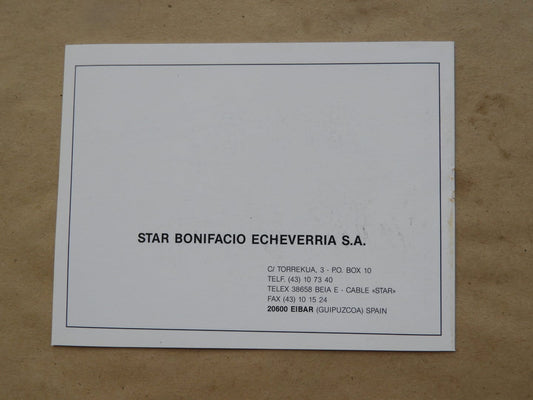 STAR BONIFACIO ECHEVERRIA S.A.
C/ TORREKUA, 3 - P.O. BOX 10
TELF. (43) 10 73 40
TELEX 38658 BEIA E - CABLE «STAR»
FAX (43) 10 15 24
20600 EIBAR (GUIPUZCOA) SPAIN